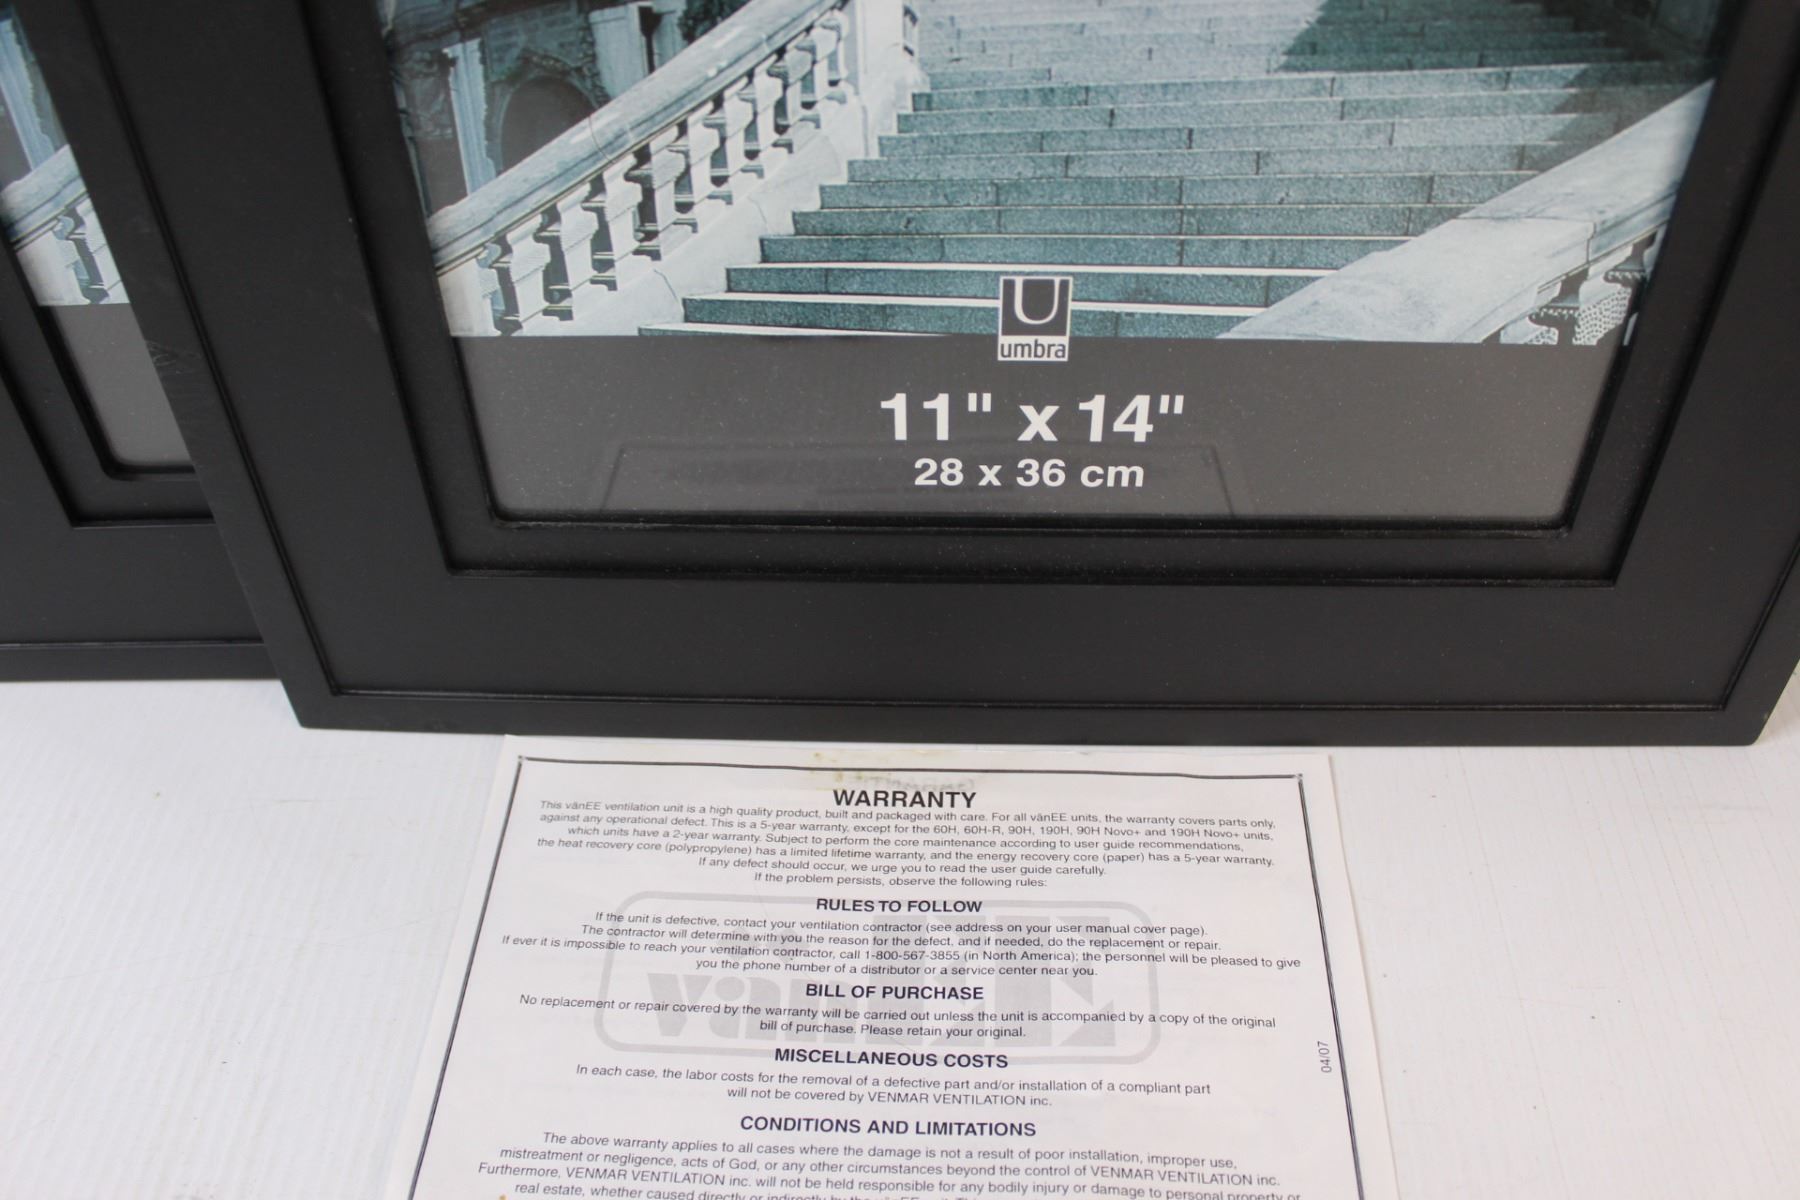 U
umbra
11" x 14"
28 x 36 cm
WARRANTY
This vänEE ventilation unit is a high quality product, built and packaged with care. For all vänEE units, the warranty covers parts only,
against any operational defect. This is a 5-year warranty, except for the 60H, 60H-R, 90H, 190H, 90H Novo+ and 190H Novo+ units,
which units have a 2-year warranty. Subject to perform the core maintenance according to user guide recommendations,
the heat recovery core (polypropylene) has a limited lifetime warranty, and the energy recovery core (paper) has a 5-year warranty.
If any defect should occur, we urge you to read the user guide carefully.
If the problem persists, observe the following rules:
RULES TO FOLLOW
If the unit is defective, contact your ventilation contractor (see address on your user manual cover page).
The contractor will determine with you the reason for the defect, and if needed, do the replacement or repair.
If ever it is impossible to reach your ventilation contractor, call 1-800-567-3855 (in North America); the personnel will be pleased to give
you the phone number of a distributor or a service center near you.
vänEE
BILL OF PURCHASE
No replacement or repair covered by the warranty will be carried out unless the unit is accompanied by a copy of the original
bill of purchase. Please retain your original.
MISCELLANEOUS COSTS
In each case, the labor costs for the removal of a defective part and/or installation of a compliant part
will not be covered by VENMAR VENTILATION inc.
04/07
CONDITIONS AND LIMITATIONS
The above warranty applies to all cases where the damage is not a result of poor installation, improper use,
mistreatment or negligence, acts of God, or any other circumstances beyond the control of VENMAR VENTILATION inc.
Furthermore, VENMAR VENTILATION inc. will not be held responsible for any bodily injury or damage to personal property or
real estate, whether caused directly or indirectly by the vänEE unit.